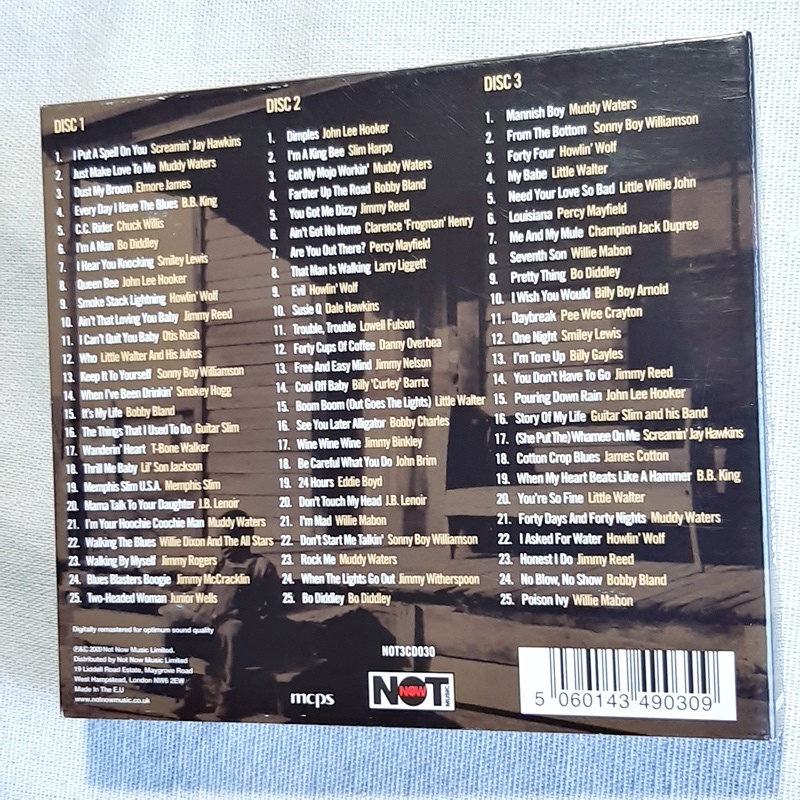 DISC 1
1. I Put A Spell On You Screamin' Jay Hawkins
2. Just Make Love To Me Muddy Waters
3. Dust My Broom Elmore James
4. Every Day I Have The Blues B.B. King
5. C.C. Rider Chuck Willis
6. I'm A Man Bo Diddley
7. I Hear You Knocking Smiley Lewis
8. Queen Bee John Lee Hooker
9. Smoke Stack Lightning Howlin' Wolf
10. Ain't That Loving You Baby Jimmy Reed
11. I Can't Quit You Baby Otis Rush
12. Who Little Walter And His Jukes
13. Keep It To Yourself Sonny Boy Williamson
14. When I've Been Drinkin' Smokey Hogg
15. It's My Life Bobby Bland
16. The Things That I Used To Do Guitar Slim
17. Wanderin' Heart T-Bone Walker
18. Thrill Me Baby Lil' Son Jackson
19. Memphis Slim U.S.A. Memphis Slim
20. Mama Talk To Your Daughter J.B. Lenoir
21. I'm Your Hoochie Coochie Man Muddy Waters
22. Walking The Blues Willie Dixon And The All Stars
23. Walking By Myself Jimmy Rogers
24. Blues Blasters Boogie Jimmy McCracklin
25. Two-Headed Woman Junior Wells
DISC 2
1. Dimples John Lee Hooker
2. I'm A King Bee Slim Harpo
3. Got My Mojo Workin' Muddy Waters
4. Farther Up The Road Bobby Bland
5. You Got Me Dizzy Jimmy Reed
6. Ain't Got No Home Clarence 'Frogman' Henry
7. Are You Out There? Percy Mayfield
8. That Man Is Walking Larry Liggett
9. Evil Howlin' Wolf
10. Susie Q Dale Hawkins
11. Trouble, Trouble Lowell Fulson
12. Forty Cups Of Coffee Danny Overbea
13. Free And Easy Mind Jimmy Nelson
14. Cool Off Baby Billy 'Curley' Barrix
15. Boom Boom (Out Goes The Lights) Little Walter
16. See You Later Alligator Bobby Charles
17. Wine Wine Wine Jimmy Binkley
18. Be Careful What You Do John Brim
19. 24 Hours Eddie Boyd
20. Don't Touch My Head J.B. Lenoir
21. I'm Mad Willie Mabon
22. Don't Start Me Talkin' Sonny Boy Williamson
23. Rock Me Muddy Waters
24. When The Lights Go Out Jimmy Witherspoon
25. Bo Diddley Bo Diddley
DISC 3
1. Mannish Boy Muddy Waters
2. From The Bottom Sonny Boy Williamson
3. Forty Four Howlin' Wolf
4. My Babe Little Walter
5. Need Your Love So Bad Little Willie John
6. Louisiana Percy Mayfield
7. Me And My Mule Champion Jack Dupree
8. Seventh Son Willie Mabon
9. Pretty Thing Bo Diddley
10. I Wish You Would Billy Boy Arnold
11. Daybreak Pee Wee Crayton
12. One Night Smiley Lewis
13. I'm Tore Up Billy Gayles
14. You Don't Have To Go Jimmy Reed
15. Pouring Down Rain John Lee Hooker
16. Story Of My Life Guitar Slim and his Band
17. (She Put The) Whamee On Me Screamin' Jay Hawkins
18. Cotton Crop Blues James Cotton
19. When My Heart Beats Like A Hammer B.B. King
20. You're So Fine Little Walter
21. Forty Days And Forty Nights Muddy Waters
22. I Asked For Water Howlin' Wolf
23. Honest I Do Jimmy Reed
24. No Blow, No Show Bobby Bland
25. Poison Ivy Willie Mabon
Digitally remastered for optimum sound quality
℗&© 2009 Not Now Music Limited.
Distributed by Not Now Music Limited
19 Liddell Road Estate, Maygrove Road
West Hampstead, London NW6 2EW
Made In The E.U
www.notnowmusic.co.uk
mcps
NOT3CD030
NOT NOW MUSIC
5 060143 490309